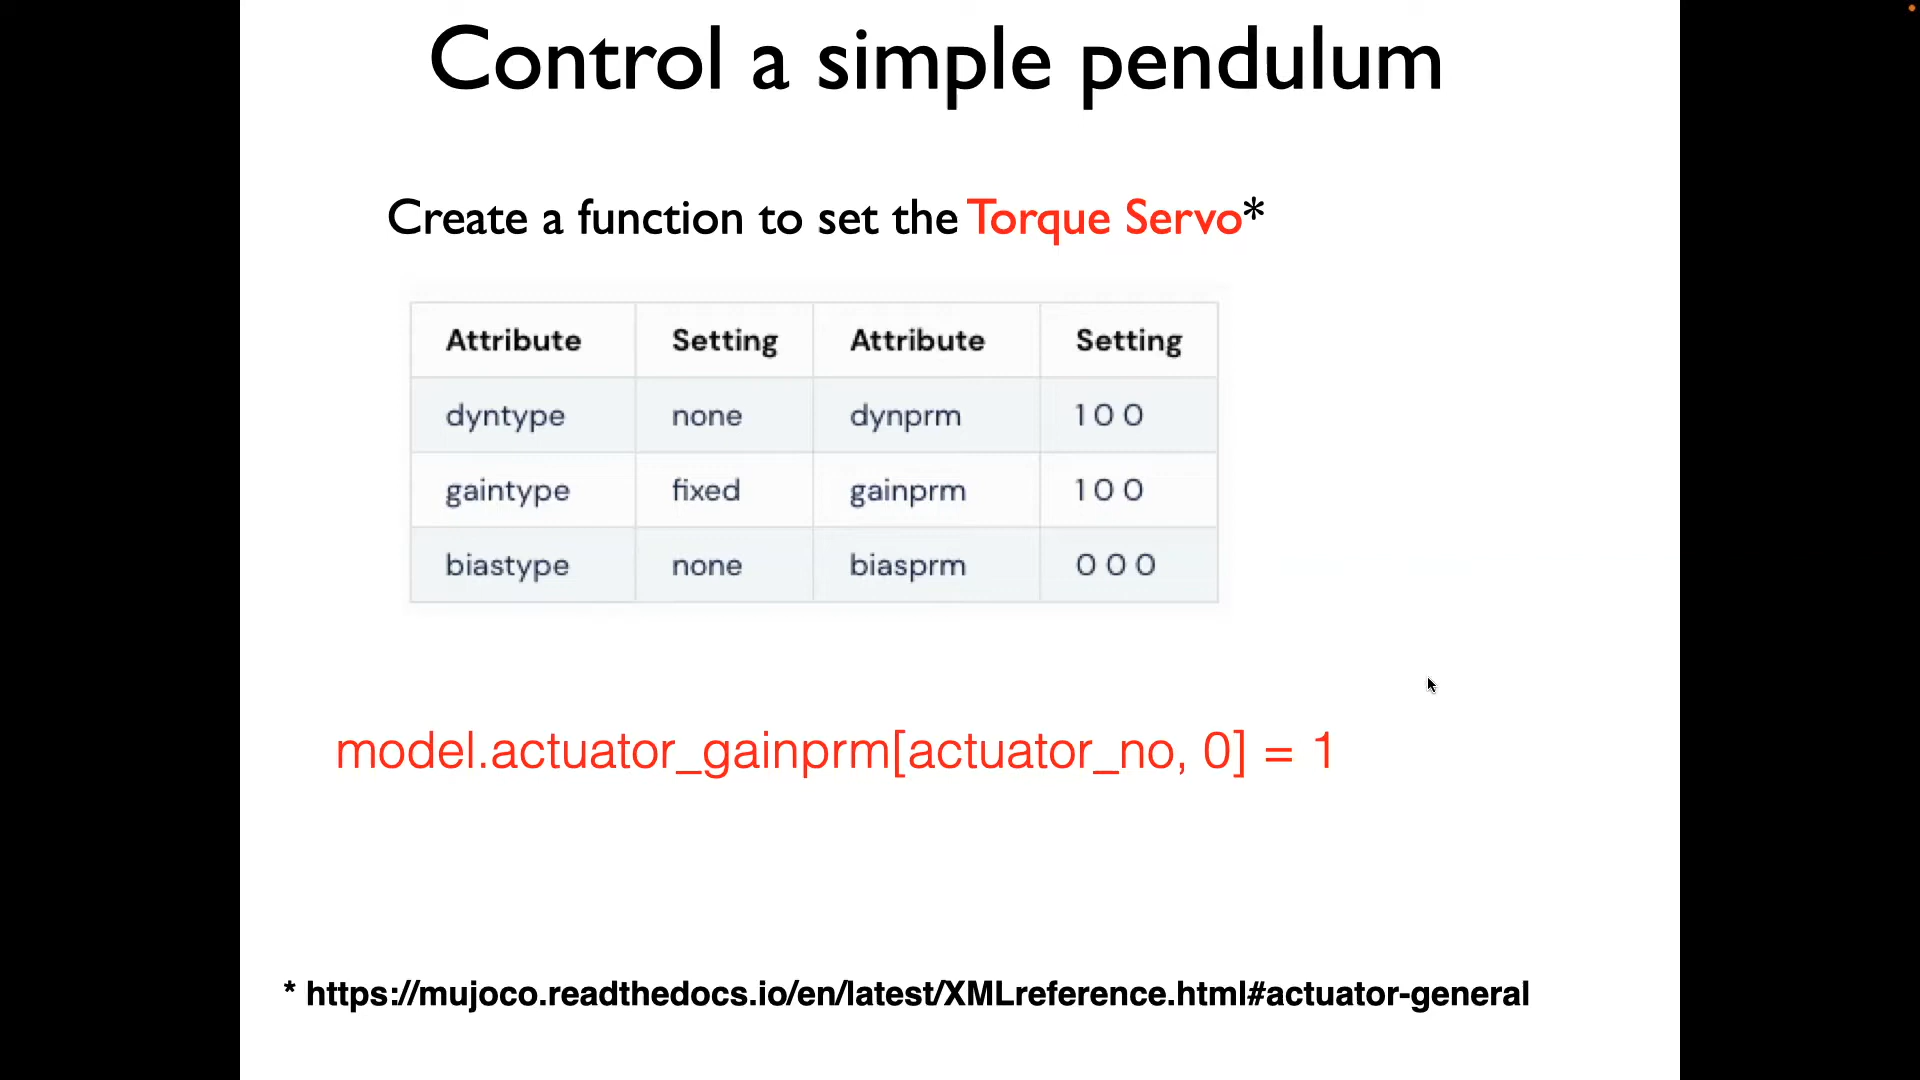 Control a simple pendulum
Create a function to set the Torque Servo*
Attribute Setting Attribute Setting
dyntype none dynprm 1 0 0
gaintype fixed gainprm 1 0 0
biastype none biasprm 0 0 0
model.actuator_gainprm[actuator_no, 0] = 1
* https://mujoco.readthedocs.io/en/latest/XMLreference.html#actuator-general